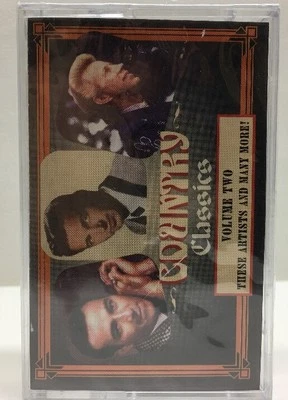 COUNTRY
Classics
VOLUME TWO
THESE ARTISTS AND MANY MORE!